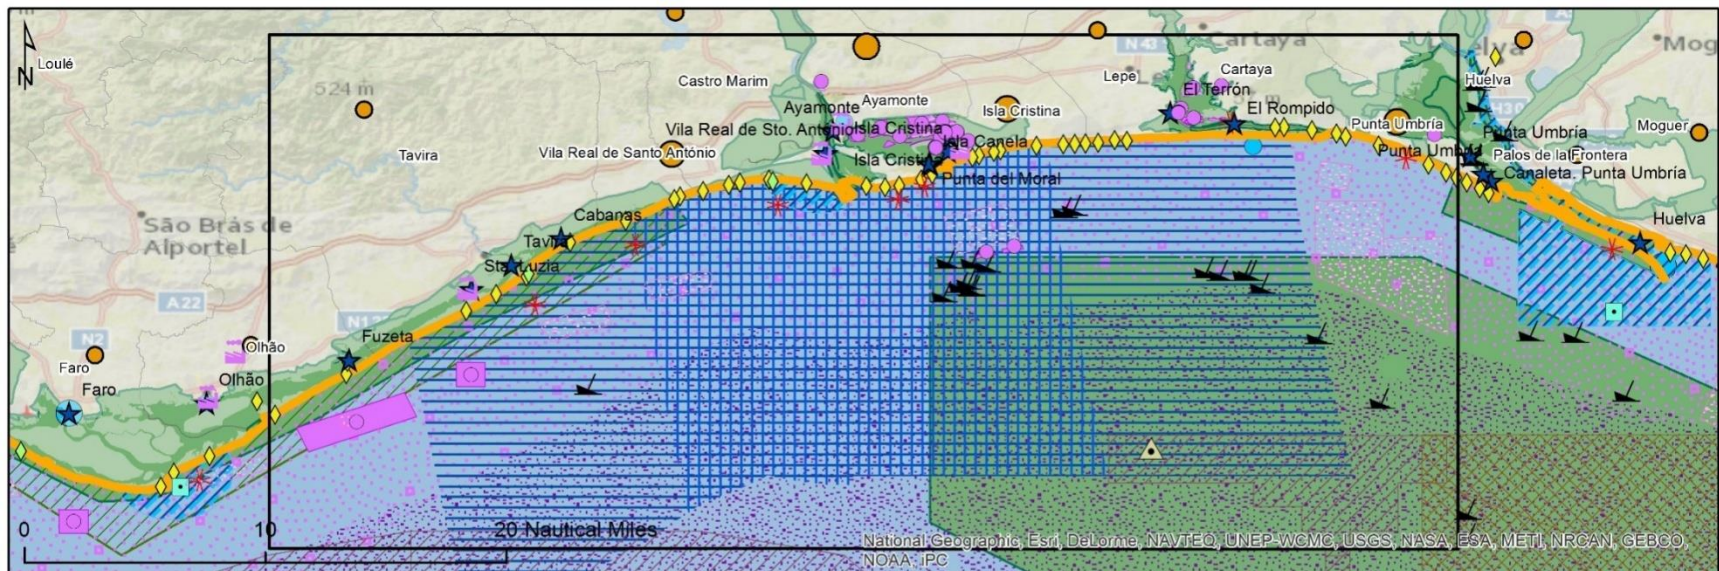 N
Loulé
524 m
Tavira
São Brás de
Alportel
A22
N2
Faro
Faro
Olhão
Olhão
Fuzeta
Sta. Luzia
Tavira
Cabanas
Castro Marim
Vila Real de Santo António
Vila Real de Sto. António
Ayamonte
Ayamonte
Isla Cristina
Isla Cristina
Isla Cristina
Isla Canela
Punta del Moral
N43
Lepe
Cartaya
Cartaya
El Terrón
El Rompido
Punta Umbría
Punta Umbría
Punta Umbría
Huelva
H30
Moguer
Palos de la Frontera
Canaleta. Punta Umbría
Huelva
0
10
20 Nautical Miles
National Geographic, Esri, DeLorme, NAVTEQ, UNEP-WCMC, USGS, NASA, ESA, METI, NRCAN, GEBCO,
NOAA, iPC